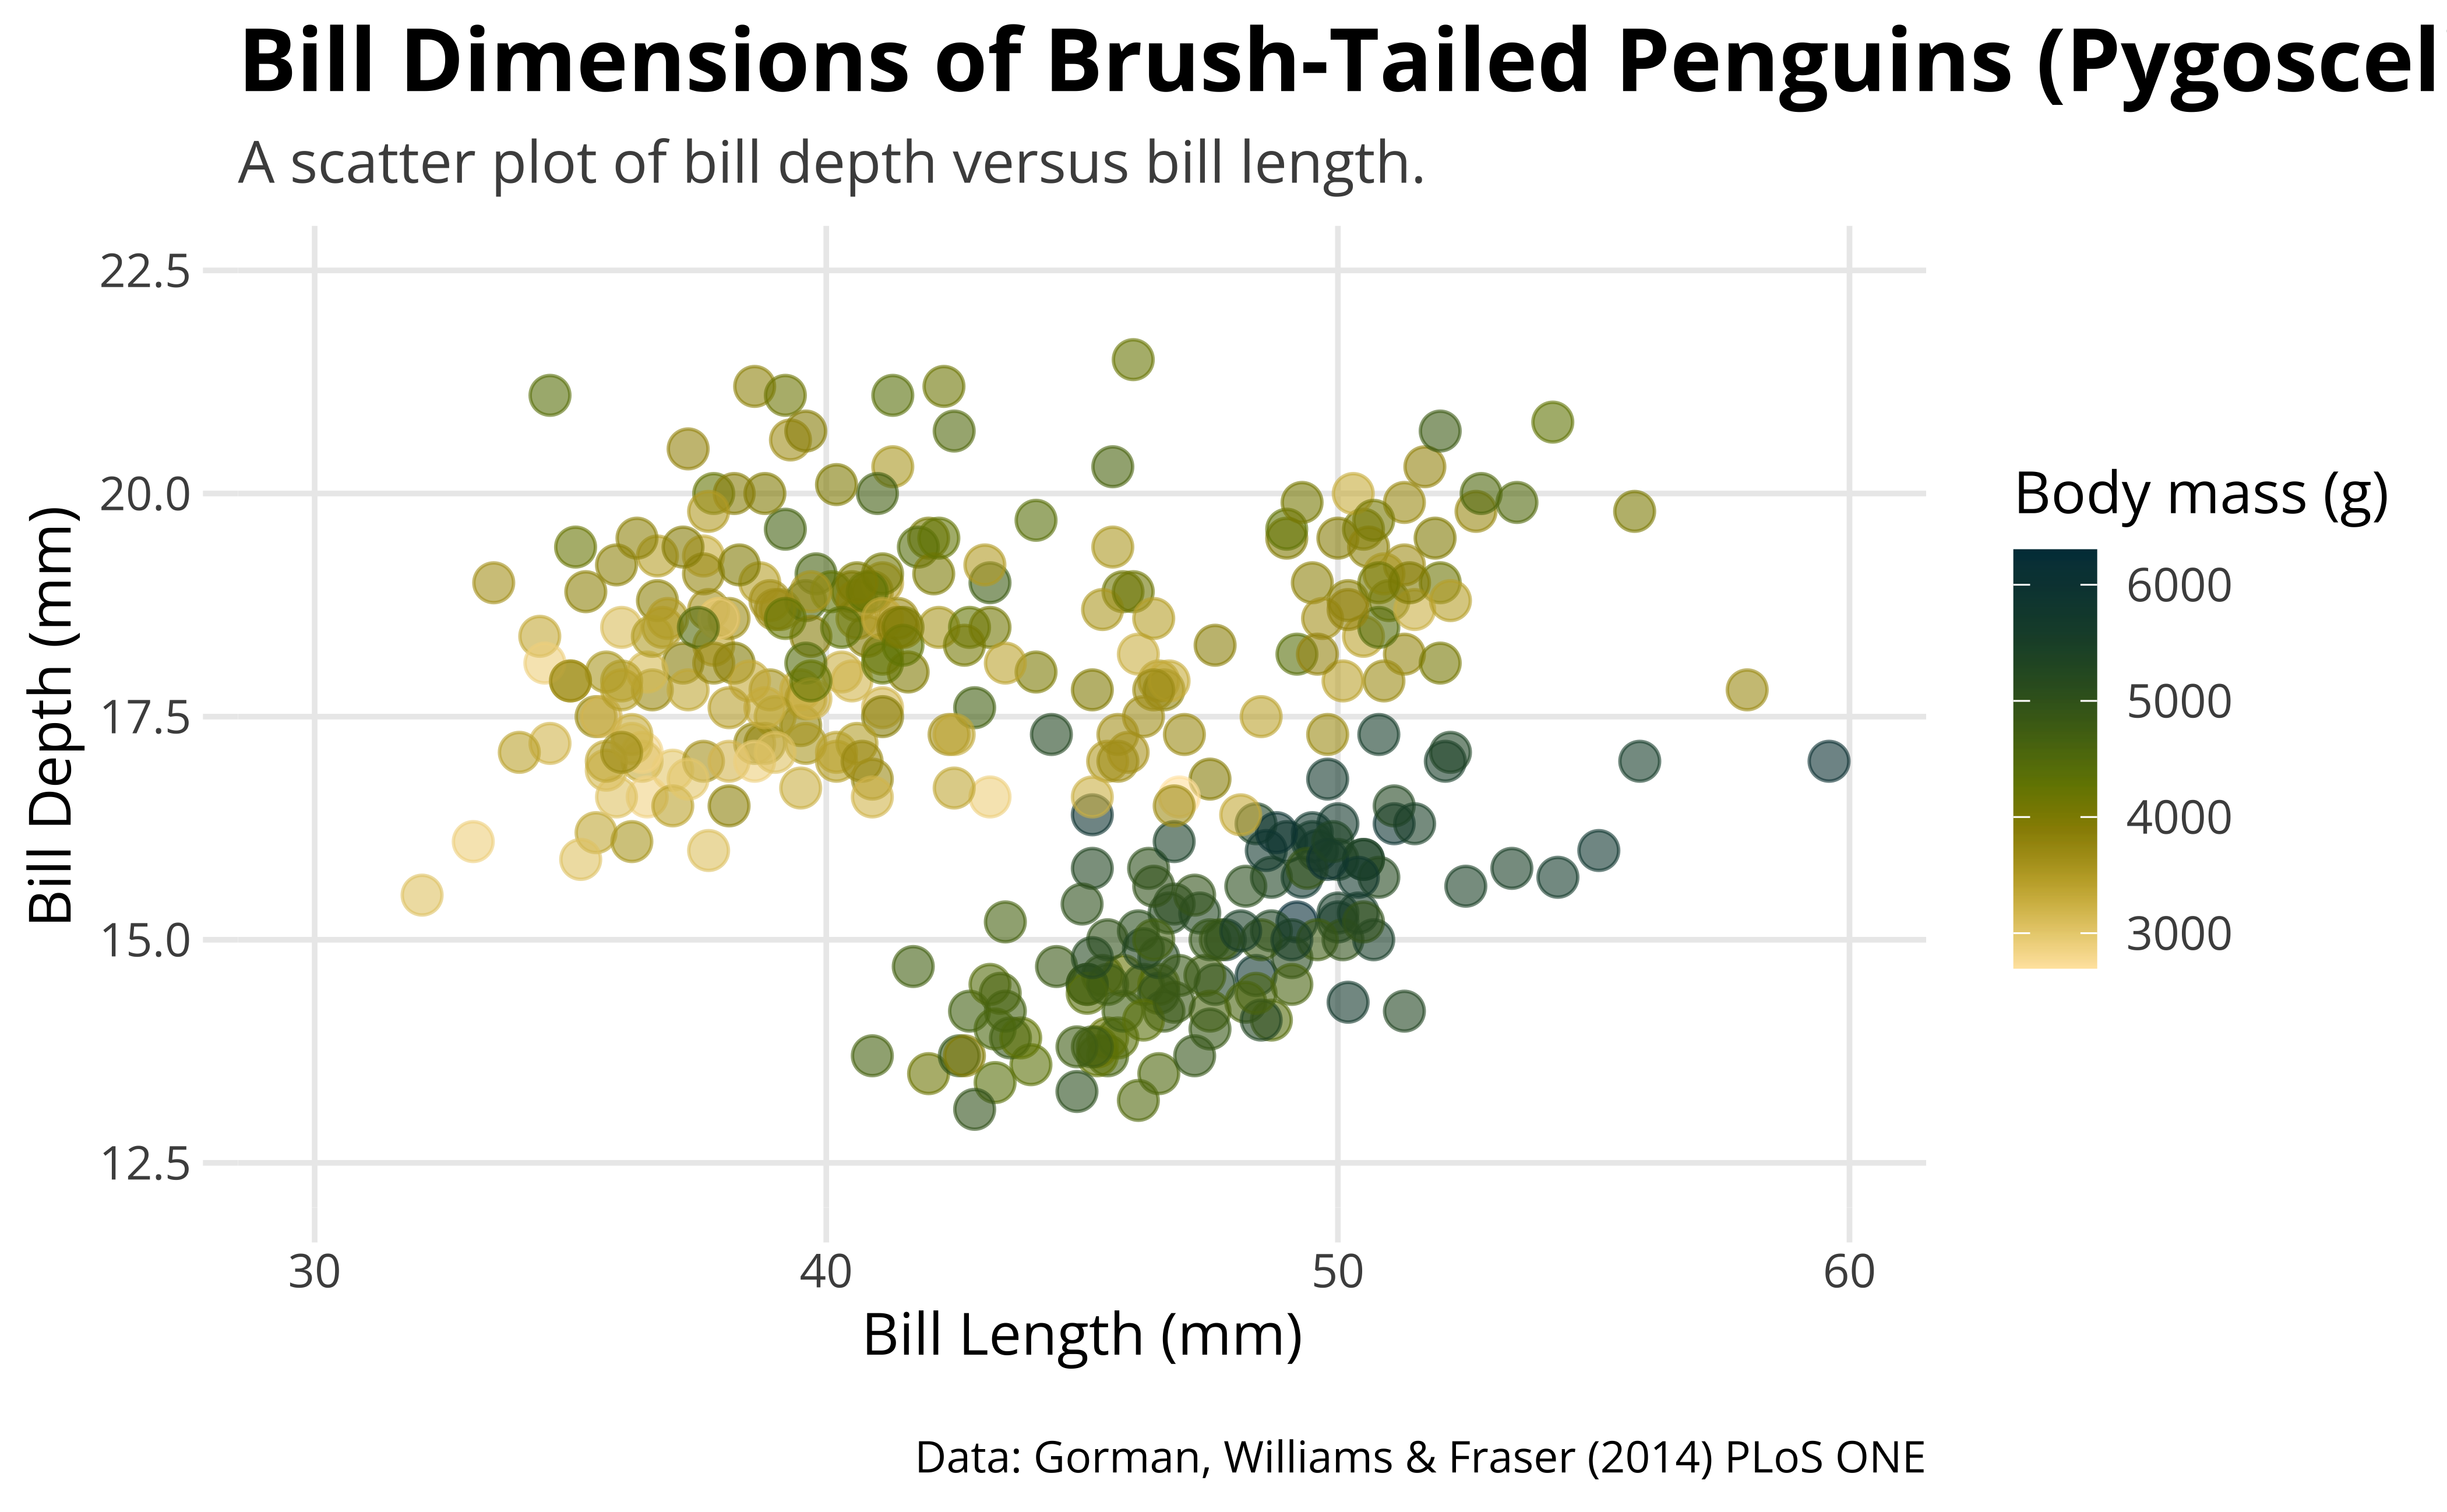 Bill Dimensions of Brush-Tailed Penguins (Pygoscel
A scatter plot of bill depth versus bill length.
Bill Depth (mm)
22.5
20.0
17.5
15.0
12.5
30 40 50 60
Bill Length (mm)
Body mass (g)
6000
5000
4000
3000
Data: Gorman, Williams & Fraser (2014) PLoS ONE